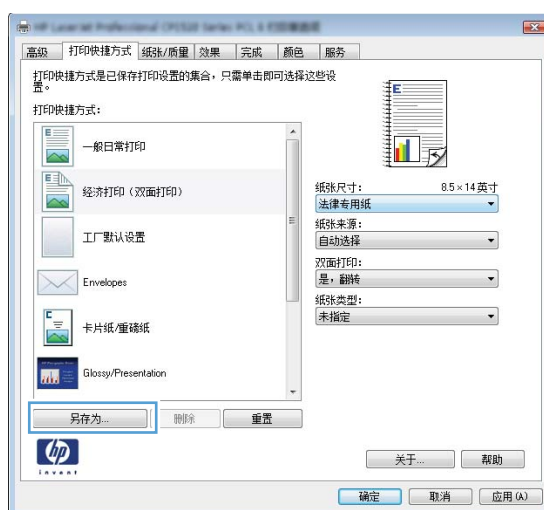 高级 打印快捷方式 纸张/质量 效果 完成 颜色 服务
打印快捷方式是已保存打印设置的集合，只需单击即可选择这些设
置。
打印快捷方式：
一般日常打印
经济打印（双面打印）
工厂默认设置
Envelopes
卡片纸/重磅纸
Glossy/Presentation
另存为... 删除 重置
E
纸张尺寸： 8.5×14 英寸
法律专用纸
纸张来源：
自动选择
双面打印：
是，翻转
纸张类型：
未指定
hp
invent
关于... 帮助
确定 取消 应用(A)